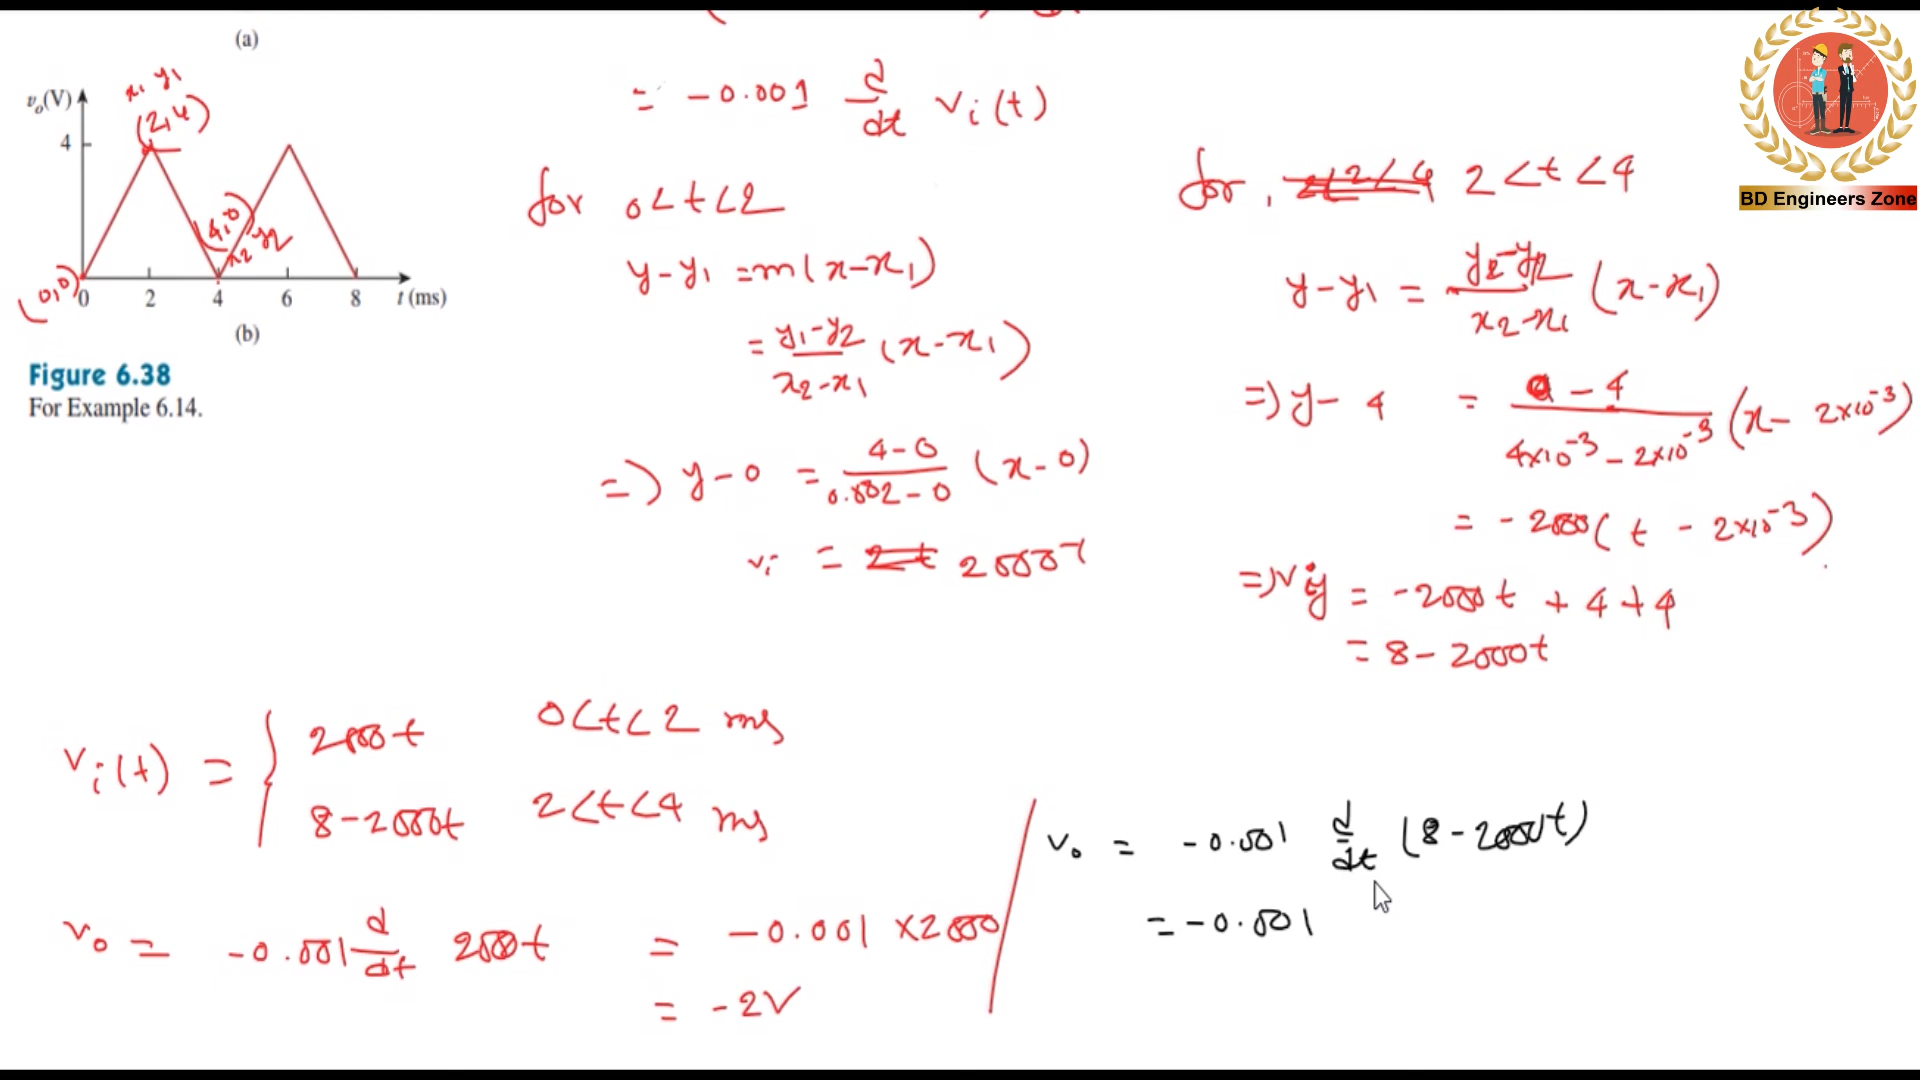 (a)
x1 y1
vo(V)
(2,4)
4
(4,0)
x2 y2
(0,0)
0 2 4 6 8 t (ms)
(b)
Figure 6.38
For Example 6.14.
= -0.001 d/dt vi(t)
for 0<t<2
y-y1 = m(x-x1)
= y1-y2/x2-x1 (x-x1)
=> y-0 = 4-0/0.002-0 (x-0)
vi = 2t 2000t
for, 2<t<4
y-y1 = y2-y2/x2-x1 (x-x1)
=> y-4 = 0-4/4x10^-3 - 2x10^-3 (x- 2x10^-3)
= -2000(t - 2x10^-3)
=> vi = -2000t + 4+4
= 8-2000t
vi(t) = { 2000t 0<t<2 ms
8-2000t 2<t<4 ms
vo = -0.001 d/dt 2000t = -0.001 x2000
= -2V
vo = -0.001 d/dt (8-2000t)
= -0.001
BD Engineers Zone